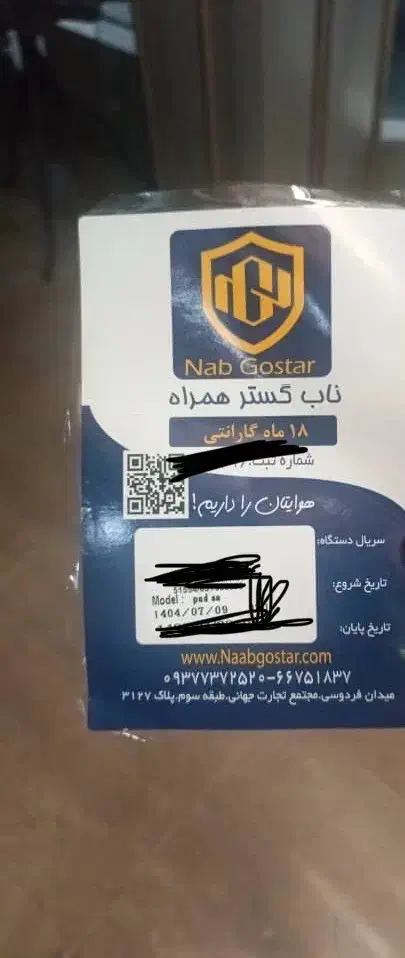 Nab Gostar
ناب گستر همراه
۱۸ ماه گارانتی
شماره ثبت:
هوایتان را داریم!
سریال دستگاه:
تاریخ شروع:
تاریخ پایان:
Model : pad se
1404/07/09
www.Naabgostar.com
۰۹۳۷۷۳۷۲۵۲۰-۶۶۷۵۱۸۳۷
میدان فردوسی.مجتمع تجارت جهانی.طبقه سوم.پلاک ۳۱۲۷